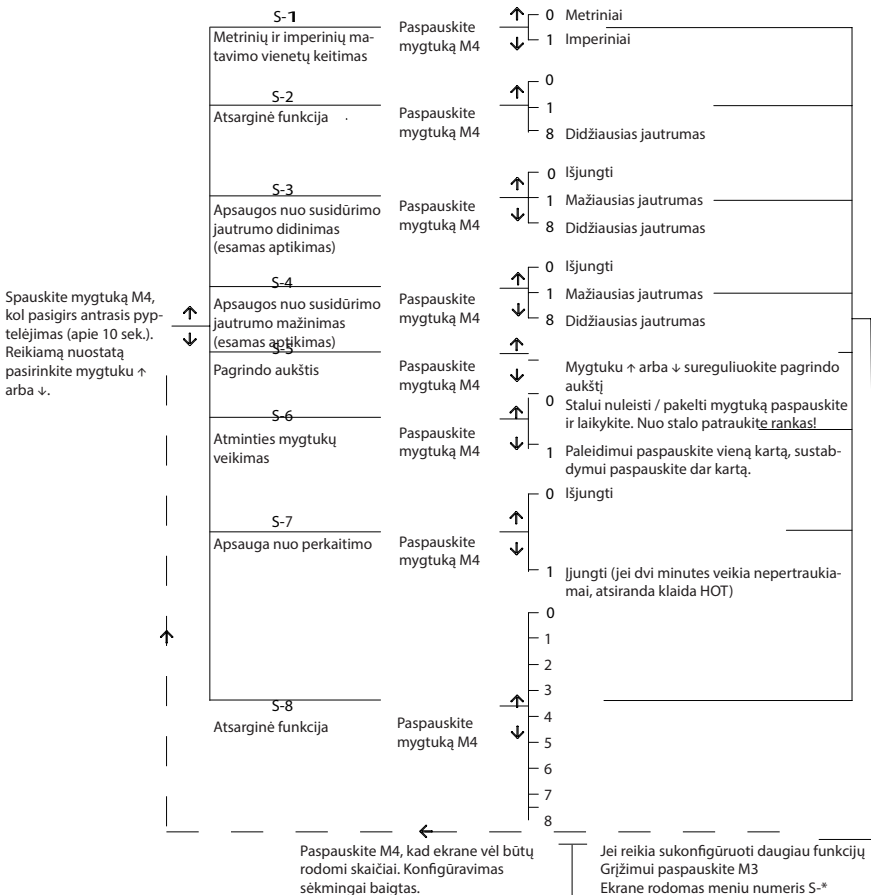 S-1
Metrinių ir imperinių ma-
tavimo vienetų keitimas
Paspauskite
mygtuką M4
↑
↓
0 Metriniai
1 Imperiniai
S-2
Atsarginė funkcija .
Paspauskite
mygtuką M4
↑
0
1
8 Didžiausias jautrumas
S-3
Apsaugos nuo susidūrimo
jautrumo didinimas
(esamas aptikimas)
Paspauskite
mygtuką M4
↑
↓
0 Išjungti
1 Mažiausias jautrumas
8 Didžiausias jautrumas
Spauskite mygtuką M4,
kol pasigirs antrasis pyp-
telėjimas (apie 10 sek.).
Reikiamą nuostatą
pasirinkite mygtuku ↑
arba ↓.
↑
↓
S-4
Apsaugos nuo susidūrimo
jautrumo mažinimas
(esamas aptikimas)
Paspauskite
mygtuką M4
↑
↓
0 Išjungti
1 Mažiausias jautrumas
8 Didžiausias jautrumas
S-5
Pagrindo aukštis
Paspauskite
mygtuką M4
↑
↓
Mygtuku ↑ arba ↓ sureguliuokite pagrindo
aukštį
S-6
Atminties mygtukų
veikimas
Paspauskite
mygtuką M4
↑
↓
0 Stalui nuleisti / pakelti mygtuką paspauskite
ir laikykite. Nuo stalo patraukite rankas!
1 Paleidimui paspauskite vieną kartą, sustab-
dymui paspauskite dar kartą.
S-7
Apsauga nuo perkaitimo
Paspauskite
mygtuką M4
↑
↓
0 Išjungti
1 Įjungti (jei dvi minutes veikia nepertraukia-
mai, atsiranda klaida HOT)
S-8
Atsarginė funkcija
Paspauskite
mygtuką M4
↑
↓
0
1
2
3
4
5
6
7
8
↑
←
Paspauskite M4, kad ekrane vėl būtų
rodomi skaičiai. Konfigūravimas
sėkmingai baigtas.
Jei reikia sukonfigūruoti daugiau funkcijų
Grįžimui paspauskite M3
Ekrane rodomas meniu numeris S-*